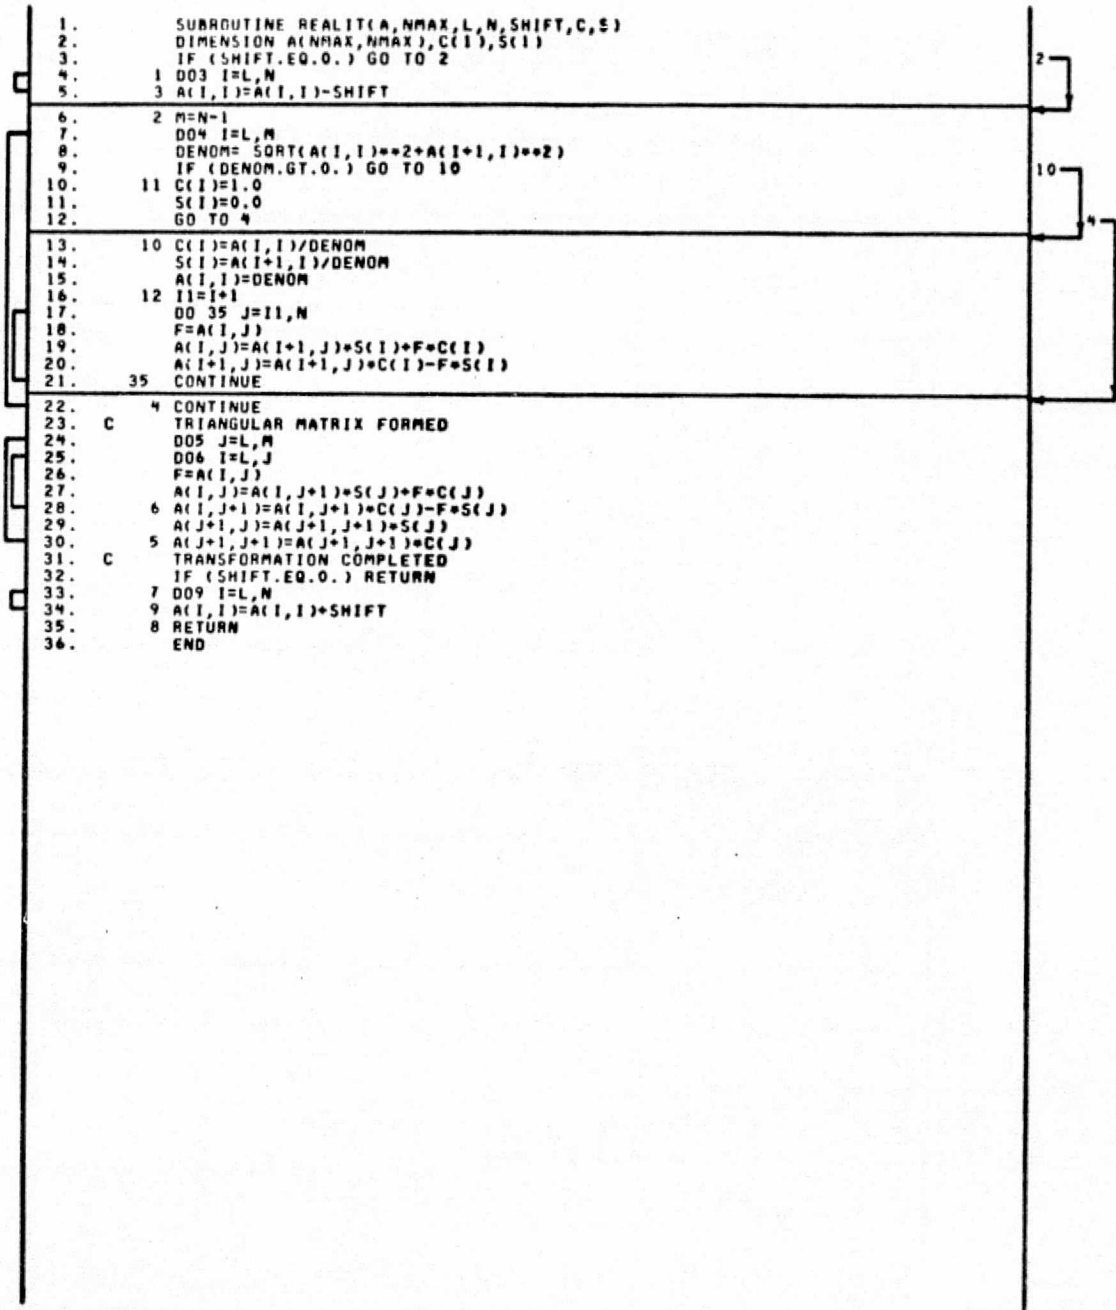 1. SUBROUTINE REALIT(A,NMAX,L,N,SHIFT,C,S)
2. DIMENSION A(NMAX,NMAX),C(1),S(1)
3. IF (SHIFT.EQ.0.) GO TO 2
2
4. 1 DO3 I=L,N
5. 3 A(I,I)=A(I,I)-SHIFT
6. 2 M=N-1
7. DO4 I=L,M
8. DENOM= SQRT(A(I,I)**2+A(I+1,I)**2)
9. IF (DENOM.GT.0.) GO TO 10
10
10. 11 C(I)=1.0
11. S(I)=0.0
12. GO TO 4
4
13. 10 C(I)=A(I,I)/DENOM
14. S(I)=A(I+1,I)/DENOM
15. A(I,I)=DENOM
16. 12 I1=I+1
17. DO 35 J=I1,N
18. F=A(I,J)
19. A(I,J)=A(I+1,J)*S(I)+F*C(I)
20. A(I+1,J)=A(I+1,J)*C(I)-F*S(I)
21. 35 CONTINUE
22. 4 CONTINUE
23. C TRIANGULAR MATRIX FORMED
24. DO5 J=L,M
25. DO6 I=L,J
26. F=A(I,J)
27. A(I,J)=A(I,J+1)*S(J)+F*C(J)
28. 6 A(I,J+1)=A(I,J+1)*C(J)-F*S(J)
29. A(J+1,J)=A(J+1,J+1)*S(J)
30. 5 A(J+1,J+1)=A(J+1,J+1)*C(J)
31. C TRANSFORMATION COMPLETED
32. IF (SHIFT.EQ.0.) RETURN
33. 7 DO9 I=L,N
34. 9 A(I,I)=A(I,I)+SHIFT
35. 8 RETURN
36. END